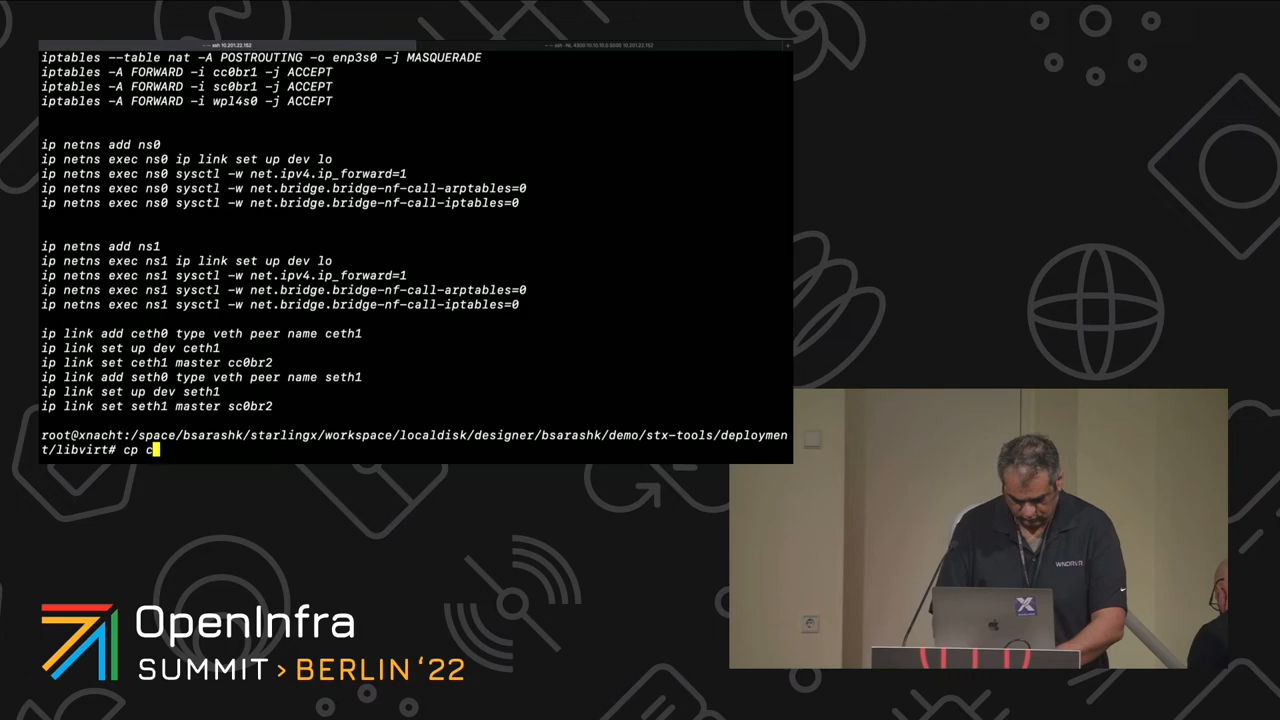 -- ssh 10.201.22.152
iptables --table nat -A POSTROUTING -o enp3s0 -j MASQUERADE
iptables -A FORWARD -i cc0br1 -j ACCEPT
iptables -A FORWARD -i sc0br1 -j ACCEPT
iptables -A FORWARD -i wpl4s0 -j ACCEPT
ip netns add ns0
ip netns exec ns0 ip link set up dev lo
ip netns exec ns0 sysctl -w net.ipv4.ip_forward=1
ip netns exec ns0 sysctl -w net.bridge.bridge-nf-call-arptables=0
ip netns exec ns0 sysctl -w net.bridge.bridge-nf-call-iptables=0
ip netns add ns1
ip netns exec ns1 ip link set up dev lo
ip netns exec ns1 sysctl -w net.ipv4.ip_forward=1
ip netns exec ns1 sysctl -w net.bridge.bridge-nf-call-arptables=0
ip netns exec ns1 sysctl -w net.bridge.bridge-nf-call-iptables=0
ip link add ceth0 type veth peer name ceth1
ip link set up dev ceth1
ip link set ceth1 master cc0br2
ip link add seth0 type veth peer name seth1
ip link set up dev seth1
ip link set seth1 master sc0br2
root@xnacht:/space/bsarashk/starlingx/workspace/localdisk/designer/bsarashk/demo/stx-tools/deploymen
t/libvirt# cp c
WNDRVR
OpenInfra
SUMMIT > BERLIN '22